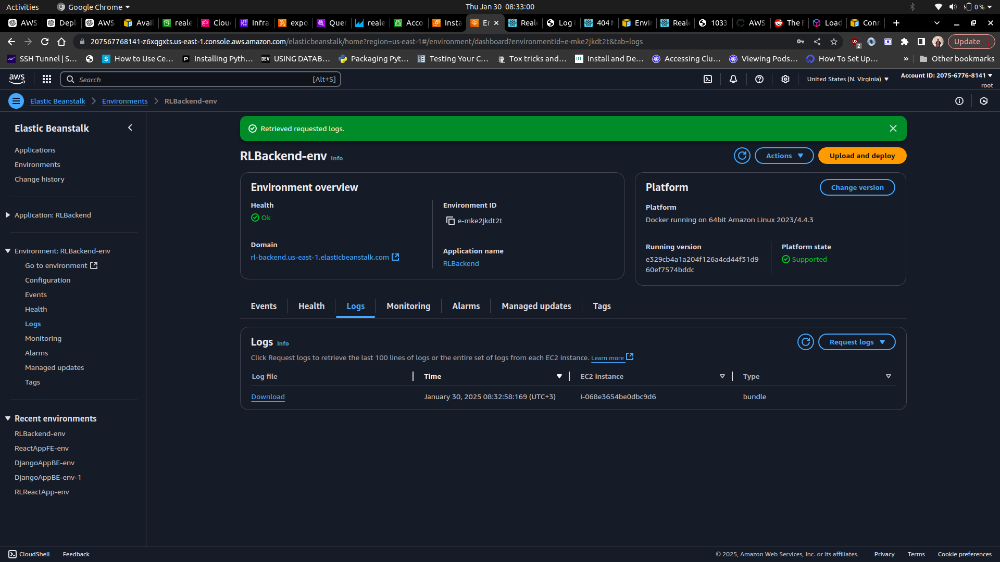 Activities
Google Chrome
Thu Jan 30 08:33:00
0 %
AWS
Depl
AWS
Avail
reale
Clou
Infra
expo
Quer
reale
Acco
Insta
En
Reale
Log i
404 N
Envir
Reale
1033
AWS
The E
Load
Conn
207567768141-z6xqgxts.us-east-1.console.aws.amazon.com/elasticbeanstalk/home?region=us-east-1#/environment/dashboard?environmentId=e-mke2jkdt2t&tab=logs
2
Update
SSH Tunnel | S...
How to Use Ce...
Installing Pyth...
DEV
USING DATAB...
Packaging Pyt...
Testing Your C...
Tox tricks and...
UT
Install and De...
Accessing Clu...
Viewing Pods...
How To Set Up...
»
Other bookmarks
aws
Search
[Alt+S]
United States (N. Virginia)
Account ID: 2075-6776-8141
root
Elastic Beanstalk
Environments
RLBackend-env
Elastic Beanstalk
Applications
Environments
Change history
Application: RLBackend
Environment: RLBackend-env
Go to environment
Configuration
Events
Health
Logs
Monitoring
Alarms
Managed updates
Tags
Recent environments
RLBackend-env
ReactAppFE-env
DjangoAppBE-env
DjangoAppBE-env-1
RLReactApp-env
Retrieved requested logs.
RLBackend-env Info
Actions
Upload and deploy
Environment overview
Health
Ok
Domain
rl-backend.us-east-1.elasticbeanstalk.com
Environment ID
e-mke2jkdt2t
Application name
RLBackend
Platform
Change version
Platform
Docker running on 64bit Amazon Linux 2023/4.4.3
Running version
e329cb4a1a204f126a4cd44f31d9
60ef7574bddc
Platform state
Supported
Events
Health
Logs
Monitoring
Alarms
Managed updates
Tags
Logs Info
Request logs
Click Request logs to retrieve the last 100 lines of logs or the entire set of logs from each EC2 instance. Learn more
Log file
Time
EC2 instance
Type
Download
January 30, 2025 08:32:58:169 (UTC+3)
i-068e3654be0dbc9d6
bundle
CloudShell
Feedback
© 2025, Amazon Web Services, Inc. or its affiliates.
Privacy
Terms
Cookie preferences